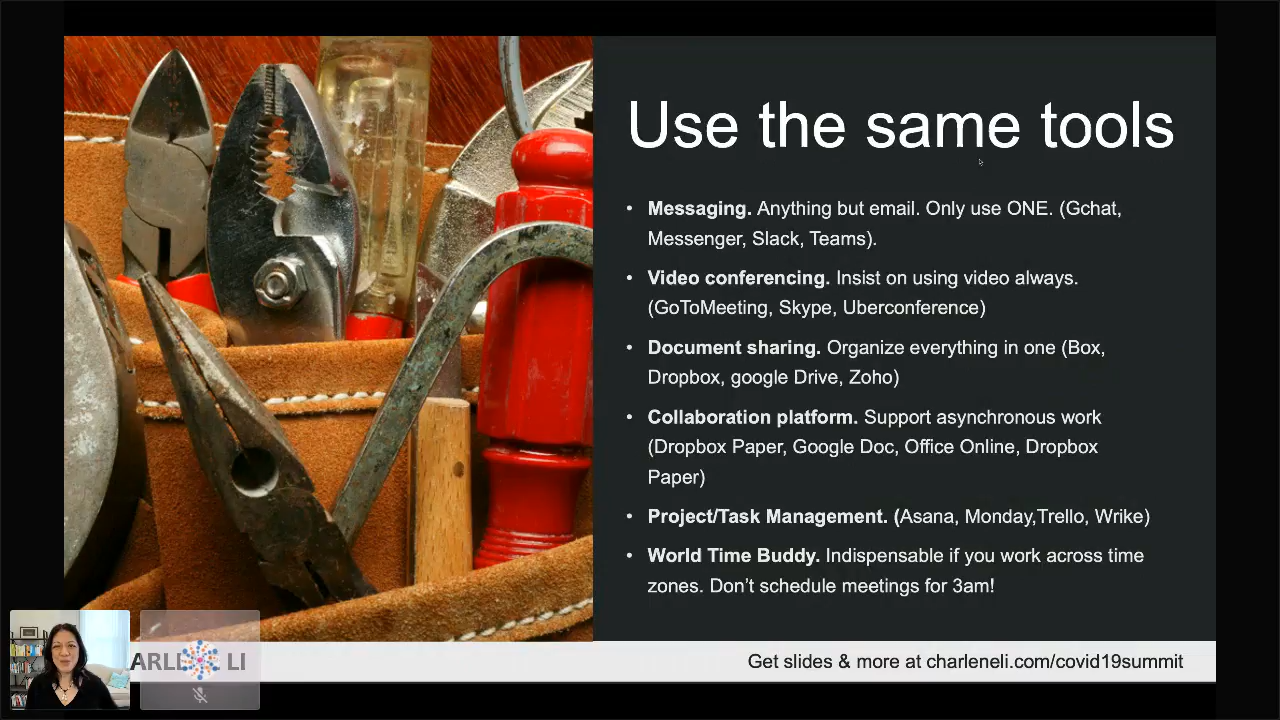 Use the same tools
• Messaging. Anything but email. Only use ONE. (Gchat,
Messenger, Slack, Teams).
• Video conferencing. Insist on using video always.
(GoToMeeting, Skype, Uberconference)
• Document sharing. Organize everything in one (Box,
Dropbox, google Drive, Zoho)
• Collaboration platform. Support asynchronous work
(Dropbox Paper, Google Doc, Office Online, Dropbox
Paper)
• Project/Task Management. (Asana, Monday,Trello, Wrike)
• World Time Buddy. Indispensable if you work across time
zones. Don’t schedule meetings for 3am!
LI
Get slides & more at charleneli.com/covid19summit